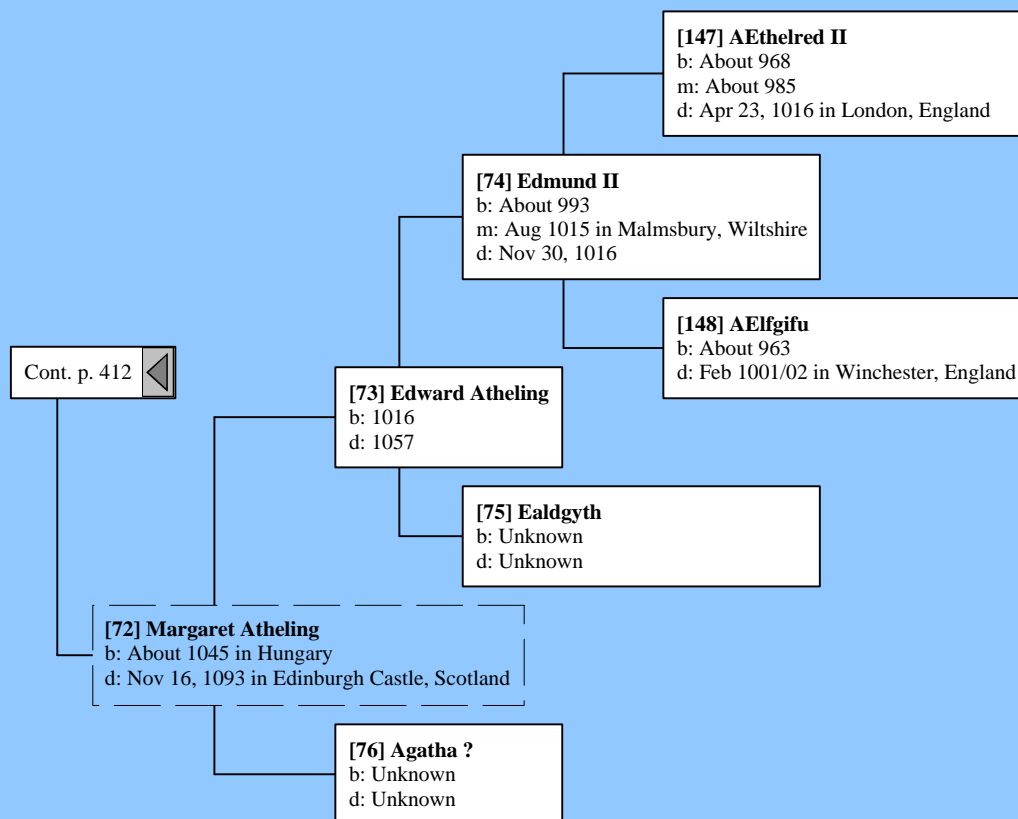 [147] AEthelred II
b: About 968
m: About 985
d: Apr 23, 1016 in London, England
[74] Edmund II
b: About 993
m: Aug 1015 in Malmsbury, Wiltshire
d: Nov 30, 1016
[148] AElfgifu
b: About 963
d: Feb 1001/02 in Winchester, England
Cont. p. 412
[73] Edward Atheling
b: 1016
d: 1057
[75] Ealdgyth
b: Unknown
d: Unknown
[72] Margaret Atheling
b: About 1045 in Hungary
d: Nov 16, 1093 in Edinburgh Castle, Scotland
[76] Agatha ?
b: Unknown
d: Unknown